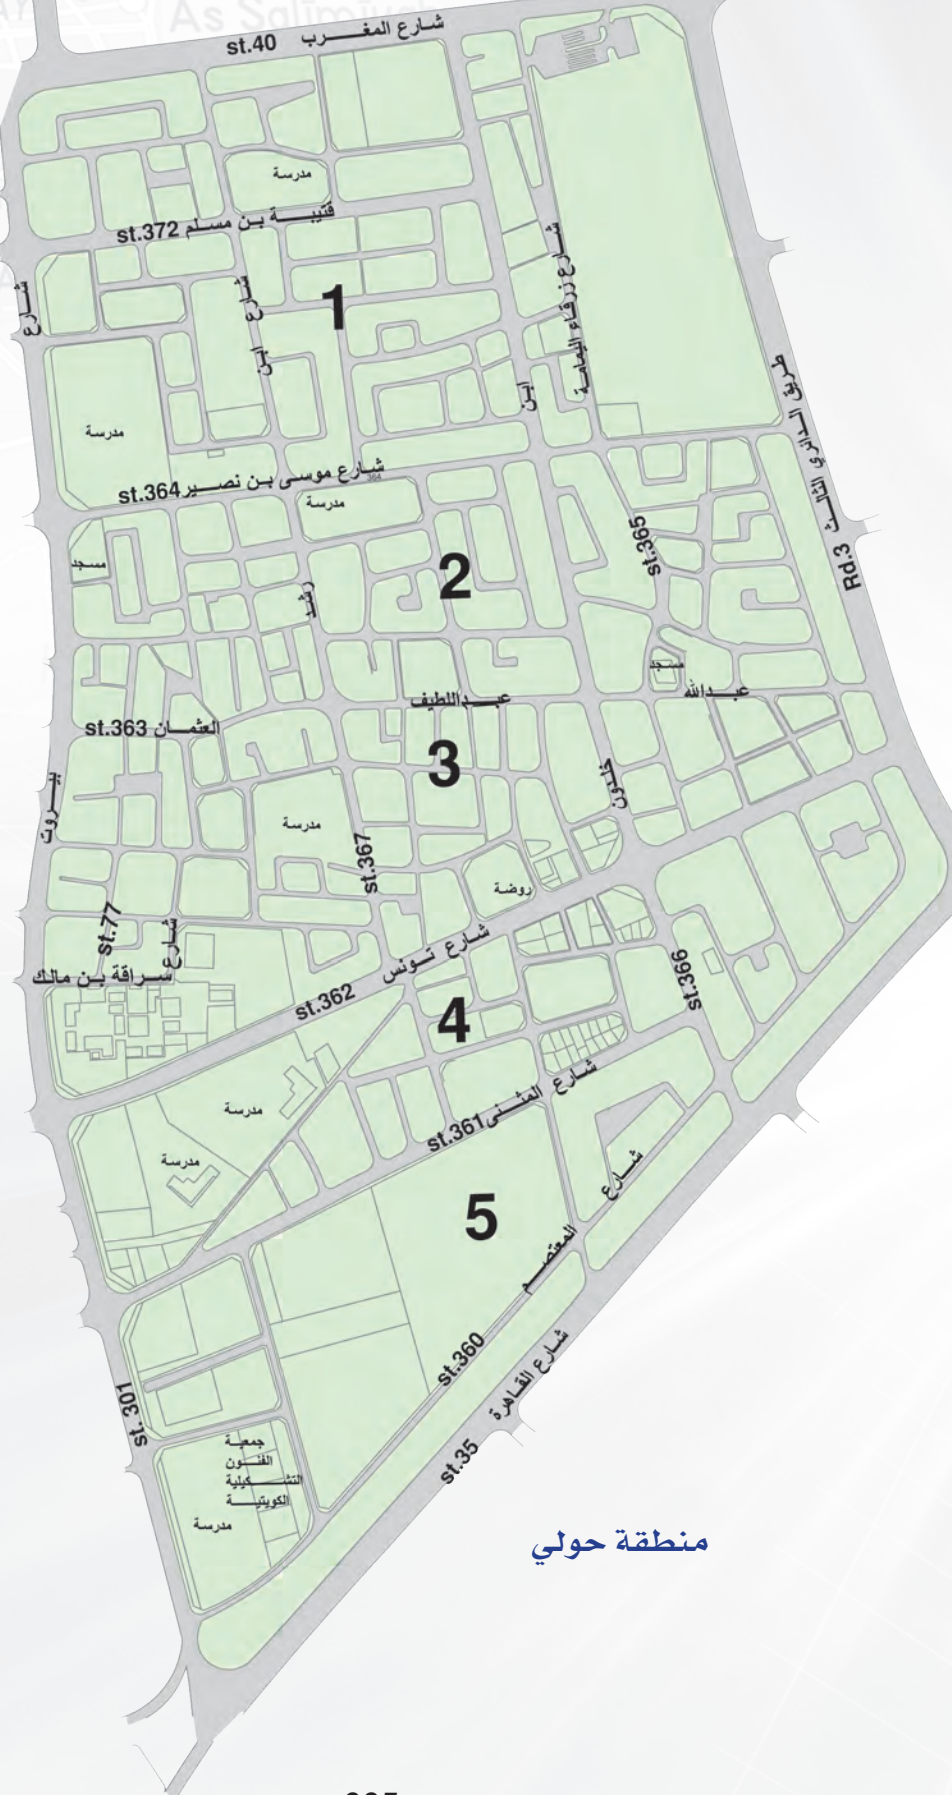 As Salimiyah
شارع المغرب st.40
مدرسة
قتيبة بن مسلم st.372
شارع
شارع
ابن
1
شارع زرقاء اليمامة
ابن
طريق الدائري الثالث Rd.3
مدرسة
شارع موسى بن نصير st.364
364
مدرسة
مسجد
رشد
2
st.365
مسجد
عبدالله
عبداللطيف
العثمان st.363
3
بيروت
خلدون
مدرسة
st.367
روضة
st.77
شارع
سراقة بن مالك
شارع تونس
st.362
st.366
4
مدرسة
مدرسة
شارع المثنى st.361
5
شارع
المعتصم
st.360
شارع القاهرة
st.35
st.301
جمعية
الفنون
التشكيلية
الكويتية
مدرسة
منطقة حولي